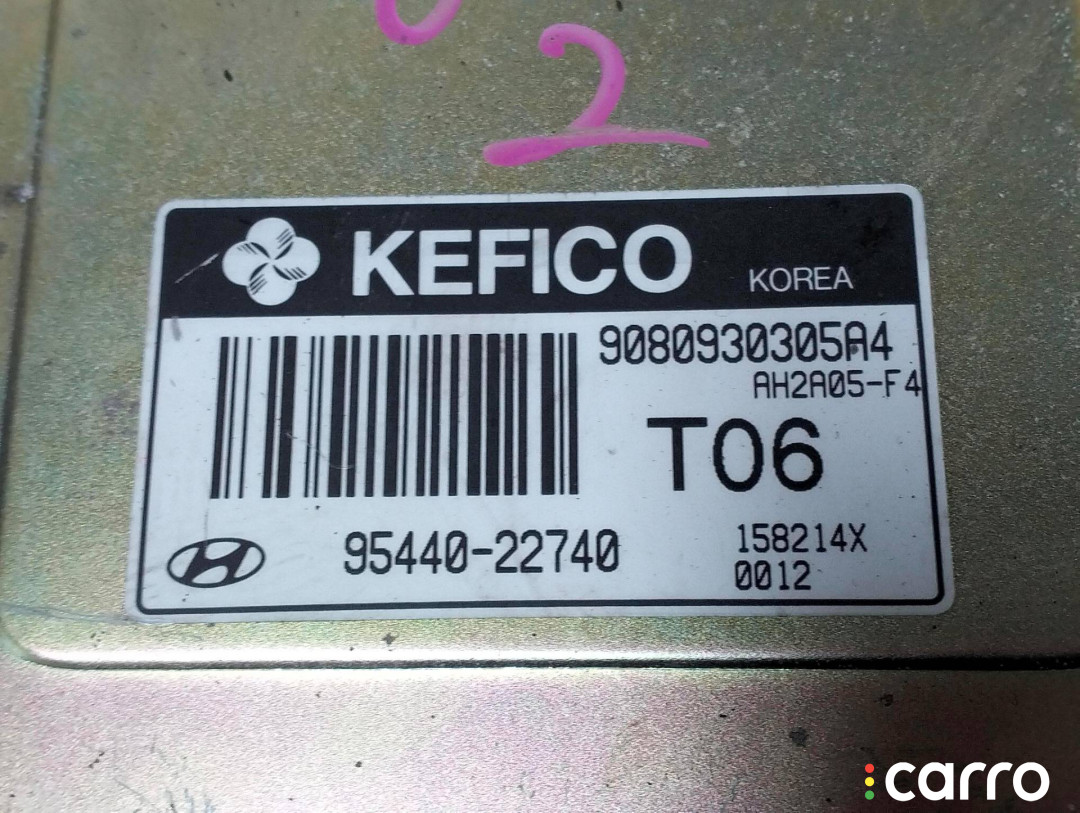 2
KEFICO
KOREA
9080930305A4
AH2A05-F4
T06
95440-22740
158214X
0012
carro